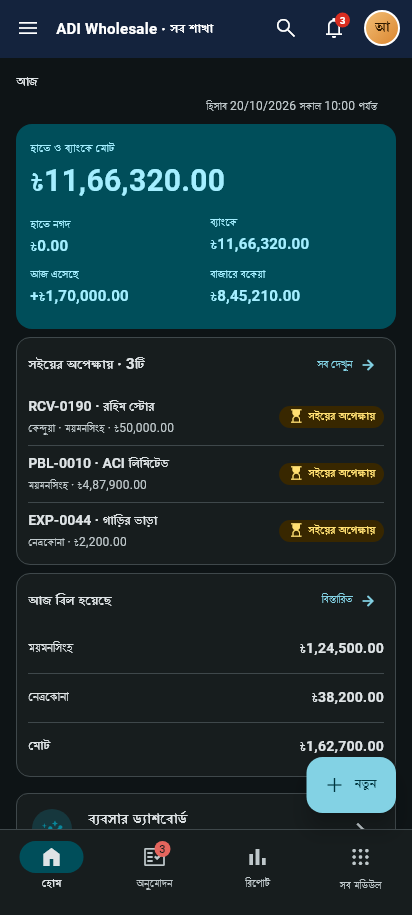 ADI Wholesale · সব শাখা
3
আ
আজ
হিসাব 20/10/2026 সকাল 10:00 পর্যন্ত
হাতে ও ব্যাংকে মোট
৳11,66,320.00
হাতে নগদ
ব্যাংকে
৳0.00
৳11,66,320.00
আজ এসেছে
বাজারে বকেয়া
+৳1,70,000.00
৳8,45,210.00
সইয়ের অপেক্ষায় · 3টি
সব দেখুন
RCV-0190 · রহিম স্টোর
কেন্দুয়া · ময়মনসিংহ · ৳50,000.00
সইয়ের অপেক্ষায়
PBL-0010 · ACI লিমিটেড
ময়মনসিংহ · ৳4,87,900.00
সইয়ের অপেক্ষায়
EXP-0044 · গাড়ির ভাড়া
নেত্রকোনা · ৳2,200.00
সইয়ের অপেক্ষায়
আজ বিল হয়েছে
বিস্তারিত
ময়মনসিংহ
৳1,24,500.00
নেত্রকোনা
৳38,200.00
মোট
৳1,62,700.00
নতুন
ব্যবসার ড্যাশবোর্ড
3
হোম
অনুমোদন
রিপোর্ট
সব মডিউল